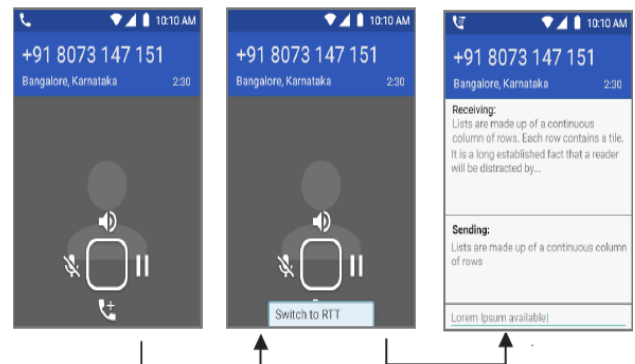 10:10 AM
+91 8073 147 151
Bangalore, Karnataka 2:30
10:10 AM
+91 8073 147 151
Bangalore, Karnataka 2:30
Switch to RTT
10:10 AM
+91 8073 147 151
Bangalore, Karnataka 2:30
Receiving:
Lists are made up of a continuous
column of rows. Each row contains a tile.
It is a long established fact that a reader
will be distracted by...
Sending:
Lists are made up of a continuous column
of rows
Lorem Ipsum available